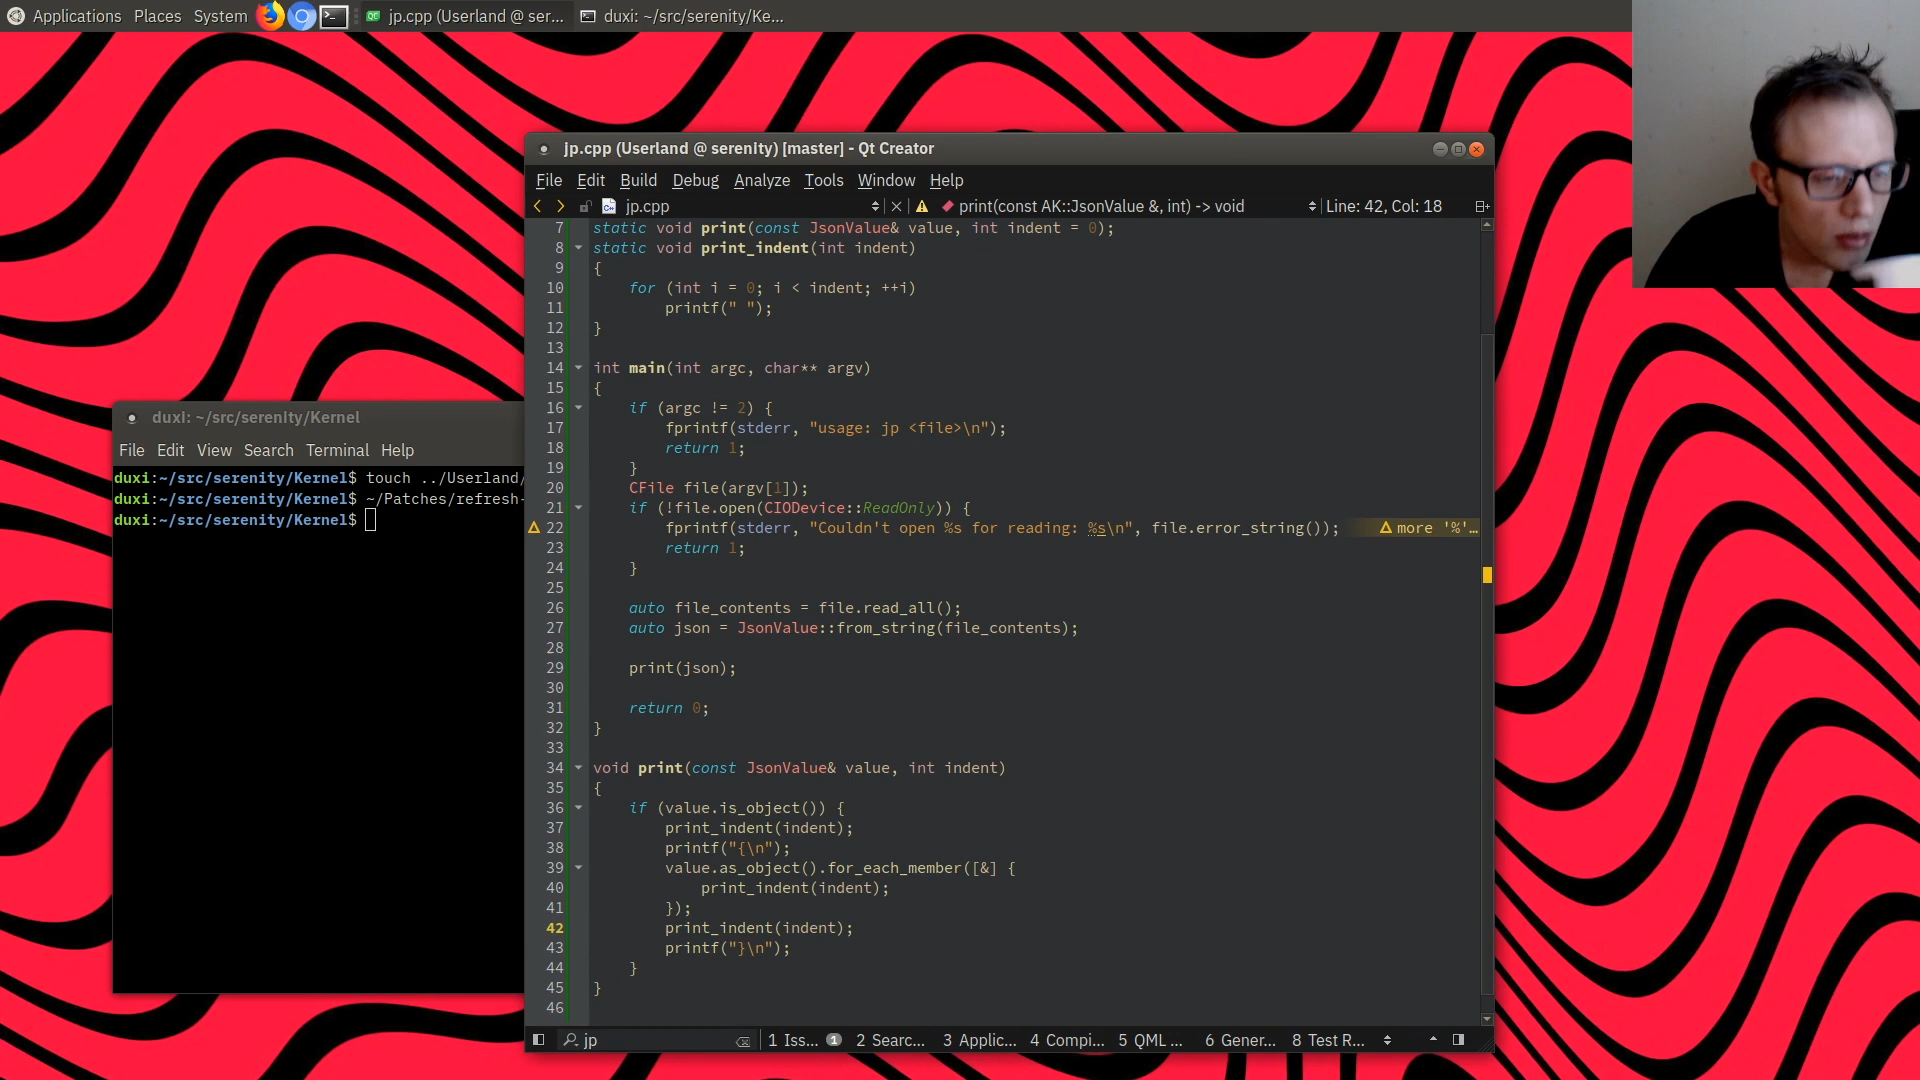 Applications Places System jp.cpp (Userland @ ser... duxi: ~/src/serenity/Ke...
jp.cpp (Userland @ serenity) [master] - Qt Creator
File Edit Build Debug Analyze Tools Window Help
jp.cpp print(const AK::JsonValue &, int) -> void Line: 42, Col: 18
7 static void print(const JsonValue& value, int indent = 0);
8 static void print_indent(int indent)
9 {
10 for (int i = 0; i < indent; ++i)
11 printf(" ");
12 }
13
14 int main(int argc, char** argv)
15 {
16 if (argc != 2) {
17 fprintf(stderr, "usage: jp <file>\n");
18 return 1;
19 }
20 CFile file(argv[1]);
21 if (!file.open(CIODevice::ReadOnly)) {
22 fprintf(stderr, "Couldn't open %s for reading: %s\n", file.error_string()); more '%'...
23 return 1;
24 }
25
26 auto file_contents = file.read_all();
27 auto json = JsonValue::from_string(file_contents);
28
29 print(json);
30
31 return 0;
32 }
33
34 void print(const JsonValue& value, int indent)
35 {
36 if (value.is_object()) {
37 print_indent(indent);
38 printf("{\n");
39 value.as_object().for_each_member([&] {
40 print_indent(indent);
41 });
42 print_indent(indent);
43 printf("}\n");
44 }
45 }
46
jp 1 Iss... 1 2 Searc... 3 Applic... 4 Compi... 5 QML ... 6 Gener... 8 Test R...
duxi: ~/src/serenity/Kernel
File Edit View Search Terminal Help
duxi:~/src/serenity/Kernel$ touch ../Userland/
duxi:~/src/serenity/Kernel$ ~/Patches/refresh-
duxi:~/src/serenity/Kernel$